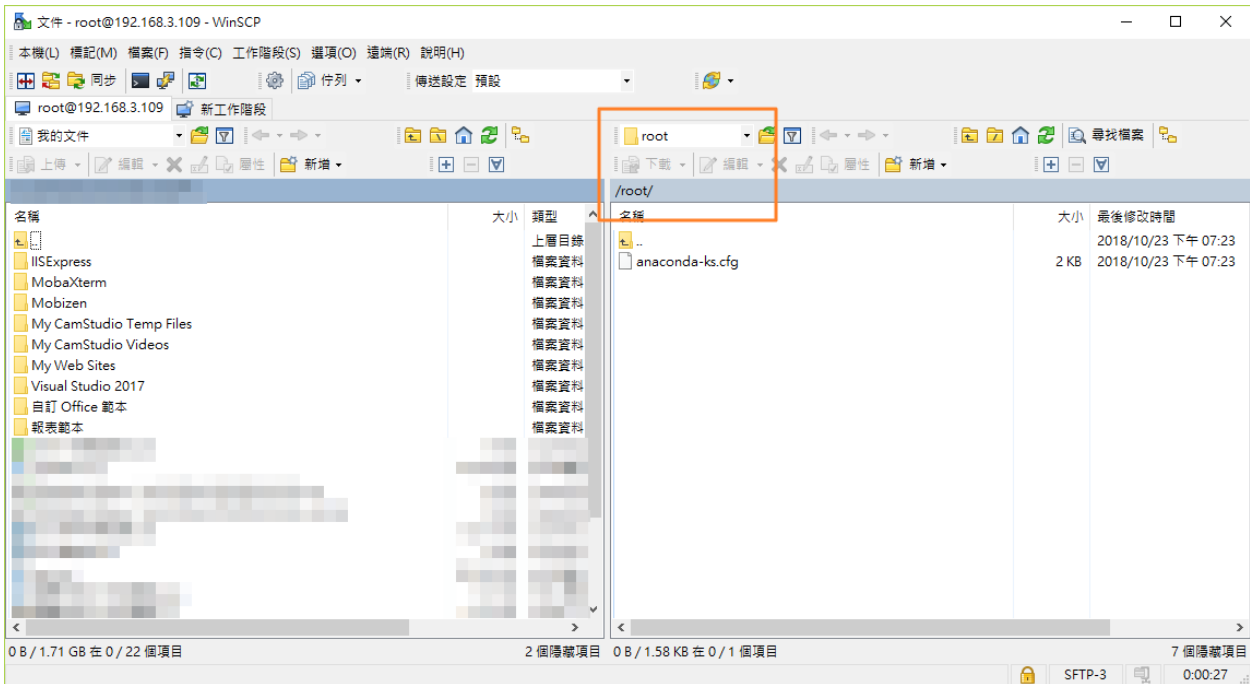 文件 - root@192.168.3.109 - WinSCP
本機(L) 標記(M) 檔案(F) 指令(C) 工作階段(S) 選項(O) 遠端(R) 說明(H)
同步 佇列 傳送設定 預設
root@192.168.3.109 新工作階段
我的文件 root 尋找檔案
上傳 編輯 屬性 新增 下載 編輯 屬性 新增
/root/
名稱 大小 類型 名稱 大小 最後修改時間
.. 上層目錄 .. 2018/10/23 下午 07:23
IISExpress 檔案資料 anaconda-ks.cfg 2 KB 2018/10/23 下午 07:23
MobaXterm 檔案資料
Mobizen 檔案資料
My CamStudio Temp Files 檔案資料
My CamStudio Videos 檔案資料
My Web Sites 檔案資料
Visual Studio 2017 檔案資料
自訂 Office 範本 檔案資料
報表範本 檔案資料
0 B / 1.71 GB 在 0 / 22 個項目 2 個隱藏項目 0 B / 1.58 KB 在 0 / 1 個項目 7 個隱藏項目
SFTP-3 0:00:27